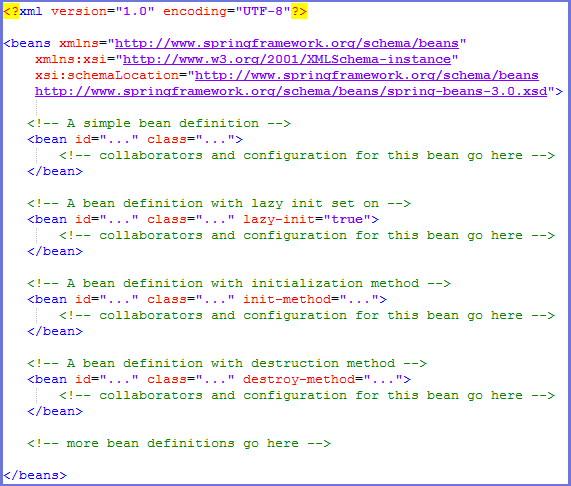 <?xml version="1.0" encoding="UTF-8"?>
<beans xmlns="http://www.springframework.org/schema/beans"
xmlns:xsi="http://www.w3.org/2001/XMLSchema-instance"
xsi:schemaLocation="http://www.springframework.org/schema/beans
http://www.springframework.org/schema/beans/spring-beans-3.0.xsd">
<!-- A simple bean definition -->
<bean id="..." class="...">
<!-- collaborators and configuration for this bean go here -->
</bean>
<!-- A bean definition with lazy init set on -->
<bean id="..." class="..." lazy-init="true">
<!-- collaborators and configuration for this bean go here -->
</bean>
<!-- A bean definition with initialization method -->
<bean id="..." class="..." init-method="...">
<!-- collaborators and configuration for this bean go here -->
</bean>
<!-- A bean definition with destruction method -->
<bean id="..." class="..." destroy-method="...">
<!-- collaborators and configuration for this bean go here -->
</bean>
<!-- more bean definitions go here -->
</beans>